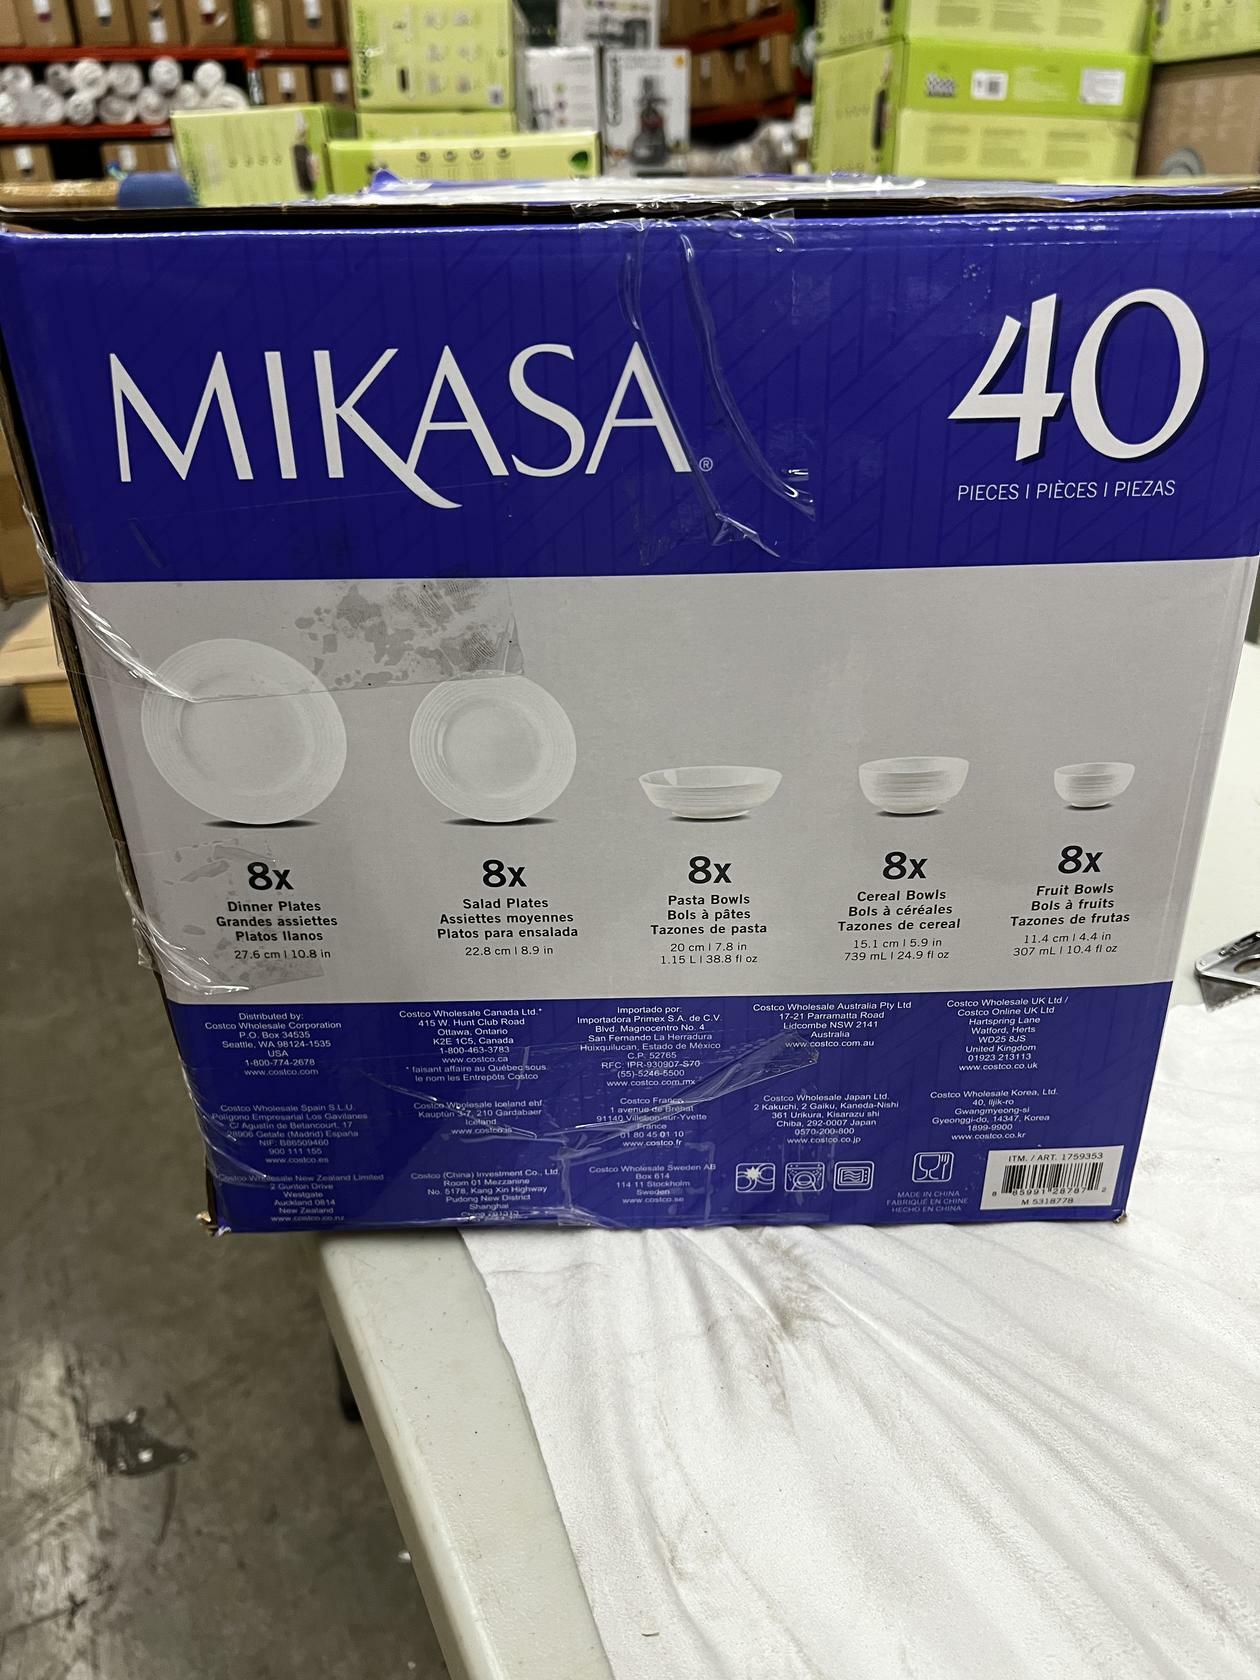 MIKASA®
40
PIECES | PIÈCES | PIEZAS
8x
Dinner Plates
Grandes assiettes
Platos llanos
27.6 cm | 10.8 in
8x
Salad Plates
Assiettes moyennes
Platos para ensalada
22.8 cm | 8.9 in
8x
Pasta Bowls
Bols à pâtes
Tazones de pasta
20 cm | 7.8 in
1.15 L | 38.8 fl oz
8x
Cereal Bowls
Bols à céréales
Tazones de cereal
15.1 cm | 5.9 in
739 mL | 24.9 fl oz
8x
Fruit Bowls
Bols à fruits
Tazones de frutas
11.4 cm | 4.4 in
307 mL | 10.4 fl oz
Distributed by:
Costco Wholesale Corporation
P.O. Box 34535
Seattle, WA 98124-1535
USA
1-800-774-2678
www.costco.com
Costco Wholesale Canada Ltd.*
415 W. Hunt Club Road
Ottawa, Ontario
K2E 1C5, Canada
1-800-463-3783
www.costco.ca
* faisant affaire au Québec sous
le nom les Entrepôts Costco
Importado por:
Importadora Primex S.A. de C.V.
Blvd. Magnocentro No. 4
San Fernando La Herradura
Huixquilucan, Estado de México
C.P. 52765
RFC: IPR-930907-S70
(55)-5246-5500
www.costco.com.mx
Costco Wholesale Australia Pty Ltd
17-21 Parramatta Road
Lidcombe NSW 2141
Australia
www.costco.com.au
Costco Wholesale UK Ltd /
Costco Online UK Ltd
Hartspring Lane
Watford, Herts
WD25 8JS
United Kingdom
01923 213113
www.costco.co.uk
Costco Wholesale Spain S.L.U.
Polígono Empresarial Los Gavilanes
C/ Agustín de Betancourt, 17
28906 Getafe (Madrid) España
NIF: B86509460
900 111 155
www.costco.es
Costco Wholesale Iceland ehf.
Kauptún 3-7, 210 Gardabaer
Iceland
www.costco.is
Costco France
1 avenue de Bréhat
91140 Villebon-sur-Yvette
France
01 80 45 01 10
www.costco.fr
Costco Wholesale Japan Ltd.
2 Kakuchi, 2 Gaiku, Kaneda-Nishi
361 Urikura, Kisarazu shi
Chiba, 292-0007 Japan
0570-200-800
www.costco.co.jp
Costco Wholesale Korea, Ltd.
40, Iljik-ro
Gwangmyeong-si
Gyeonggi-do, 14347, Korea
1899-9900
www.costco.co.kr
Costco Wholesale New Zealand Limited
2 Gunton Drive
Westgate
Auckland 0814
New Zealand
www.costco.co.nz
Costco (China) Investment Co., Ltd.
Room 01 Mezzanine
No. 5178, Kang Xin Highway
Pudong New District
Shanghai
China 201315
Costco Wholesale Sweden AB
Box 614
114 11 Stockholm
Sweden
www.costco.se
MADE IN CHINA
FABRIQUÉ EN CHINE
HECHO EN CHINA
ITM. / ART. 1759353
M 5318778